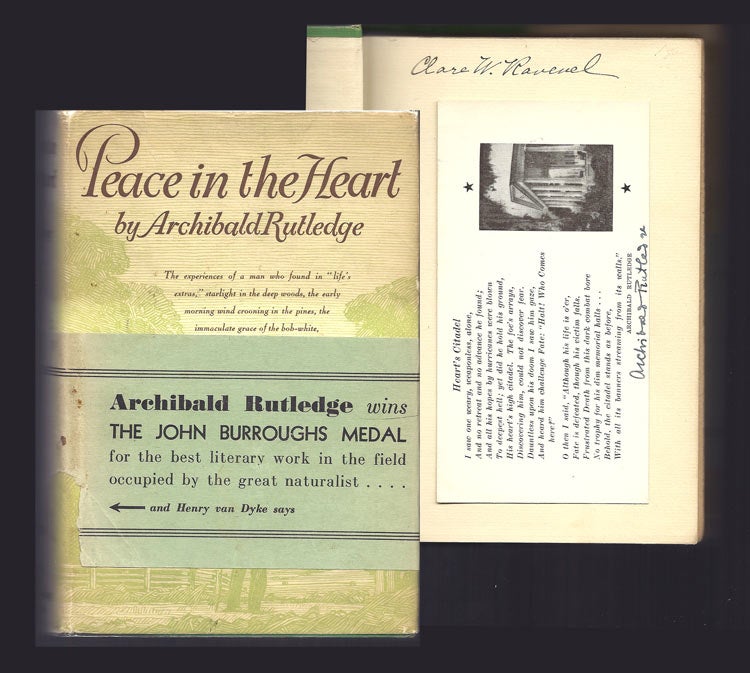 Peace in the Heart
by Archibald Rutledge
The experiences of a man who found in "life's
extras," starlight in the deep woods, the early
morning wind crooning in the pines, the
immaculate grace of the bob-white,
Archibald Rutledge wins
THE JOHN BURROUGHS MEDAL
for the best literary work in the field
occupied by the great naturalist . . . .
and Henry van Dyke says
Clare W. Ravenel
Heart's Citadel
I saw one weary, weaponless, alone,
And no retreat and no advance he found;
And all his hopes by hurricanes were blown
To deepest hell; yet did he hold his ground,
His heart's high citadel. The foe's arrays,
Discovering him, could not discover fear.
Dauntless upon his doom I saw him gaze,
And heard him challenge Fate: "Halt! Who Comes
here?"
O then I said, "Although his life is o'er,
Fate is defeated, though his victim falls.
Frustrated Death from this dark combat bore
No trophy for his dim memorial halls . . .
Behold, the citadel stands as before,
With all its banners streaming from its walls."
ARCHIBALD RUTLEDGE
Archibald Rutledge